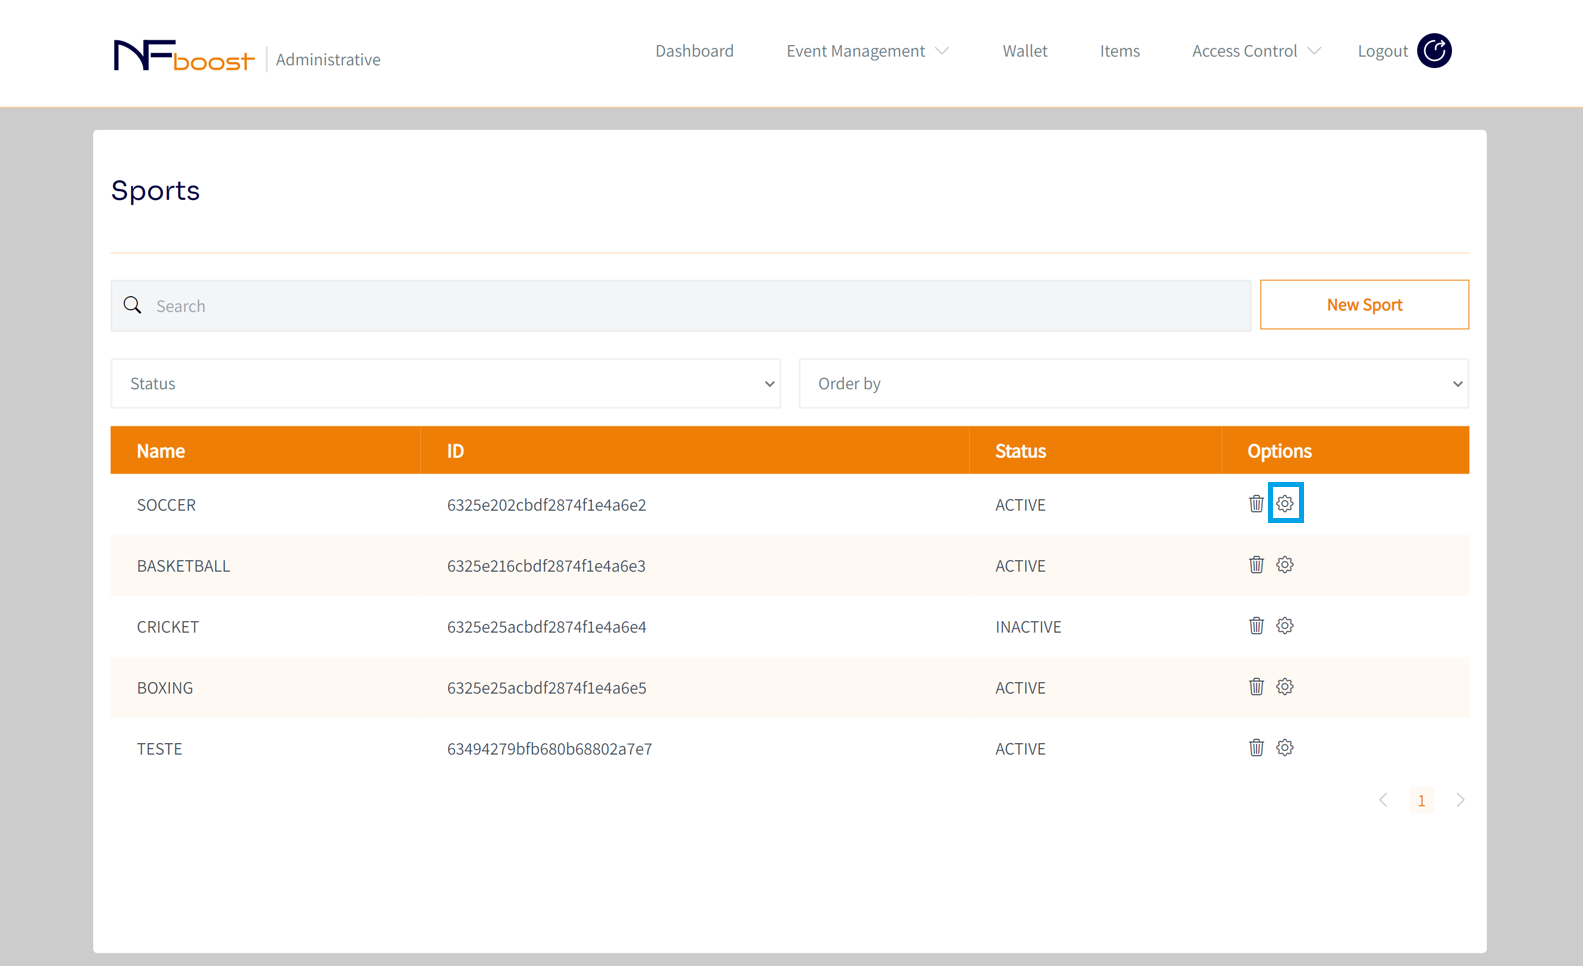 NFboost Administrative Dashboard Event Management Wallet Items Access Control Logout
Sports
Search New Sport
Status Order by
Name ID Status Options
SOCCER 6325e202cbdf2874f1e4a6e2 ACTIVE
BASKETBALL 6325e216cbdf2874f1e4a6e3 ACTIVE
CRICKET 6325e25acbdf2874f1e4a6e4 INACTIVE
BOXING 6325e25acbdf2874f1e4a6e5 ACTIVE
TESTE 63494279bfb680b68802a7e7 ACTIVE
1